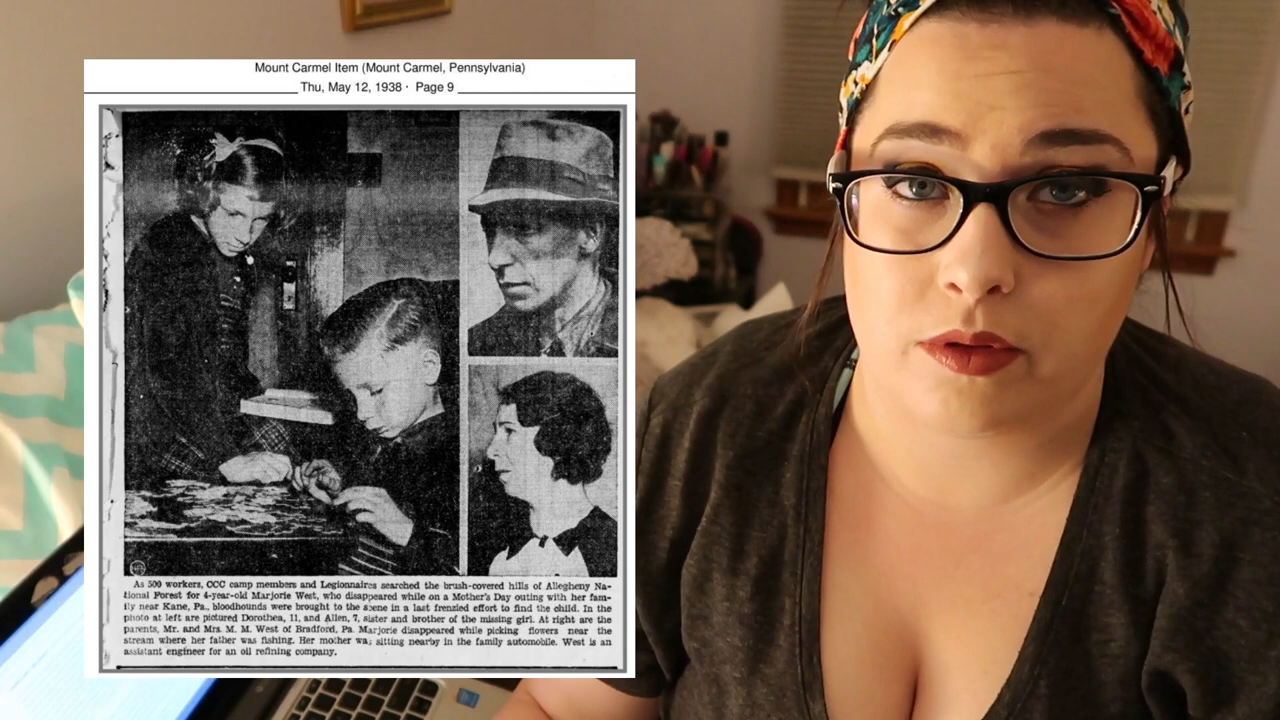 Mount Carmel Item (Mount Carmel, Pennsylvania)
Thu, May 12, 1938 · Page 9
As 500 workers, CCC camp members and Legionnaires searched the brush-covered hills of Allegheny Na-
tional Forest for 4-year-old Marjorie West, who disappeared while on a Mother's Day outing with her fam-
ily near Kane, Pa., bloodhounds were brought to the scene in a last frenzied effort to find the child. In the
photo at left are pictured Dorothea, 11, and Allen, 7, sister and brother of the missing girl. At right are the
parents, Mr. and Mrs. M. M. West of Bradford, Pa. Marjorie disappeared while picking flowers near the
stream where her father was fishing. Her mother was sitting nearby in the family automobile. West is an
assistant engineer for an oil refining company.